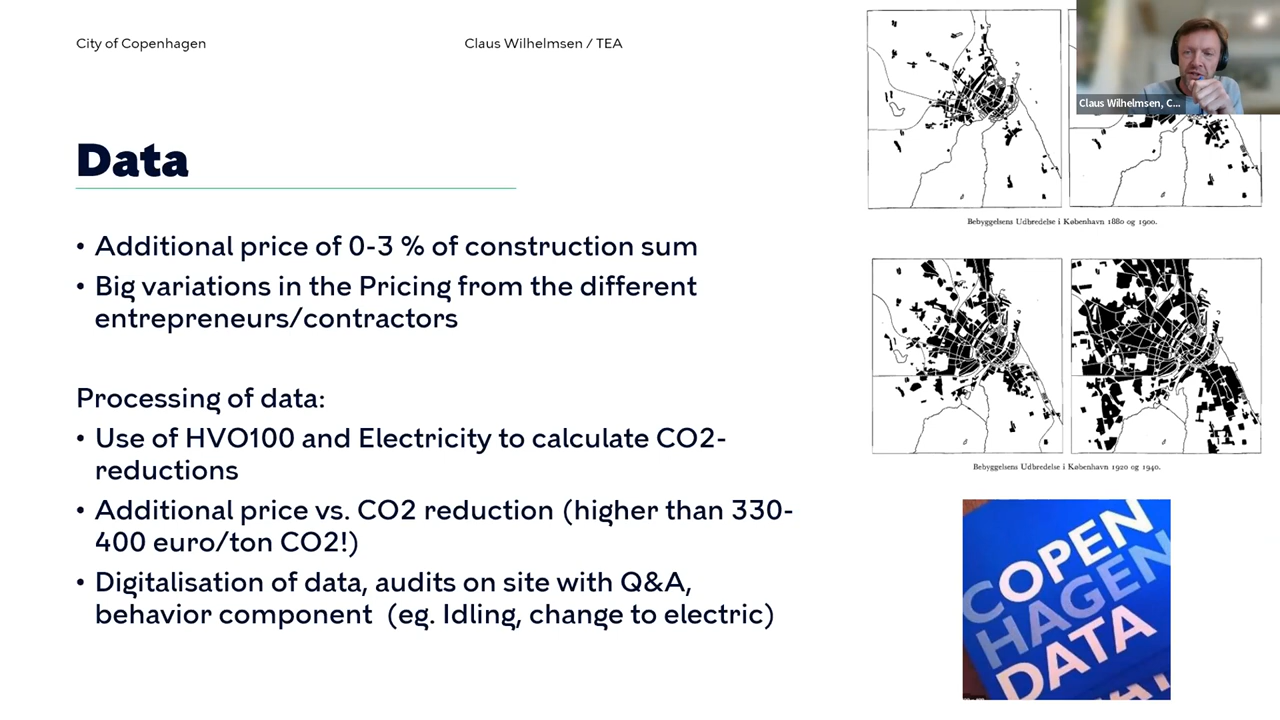 City of Copenhagen
Claus Wilhelmsen / TEA
Claus Wilhelmsen, C...
Data
• Additional price of 0-3 % of construction sum
• Big variations in the Pricing from the different
entrepreneurs/contractors
Processing of data:
• Use of HVO100 and Electricity to calculate CO2-
reductions
• Additional price vs. CO2 reduction (higher than 330-
400 euro/ton CO2!)
• Digitalisation of data, audits on site with Q&A,
behavior component (eg. Idling, change to electric)
Bebyggelsens Udbredelse i København 1880 og 1900.
Bebyggelsens Udbredelse i København 1920 og 1940.
COPEN
HAGEN
DATA